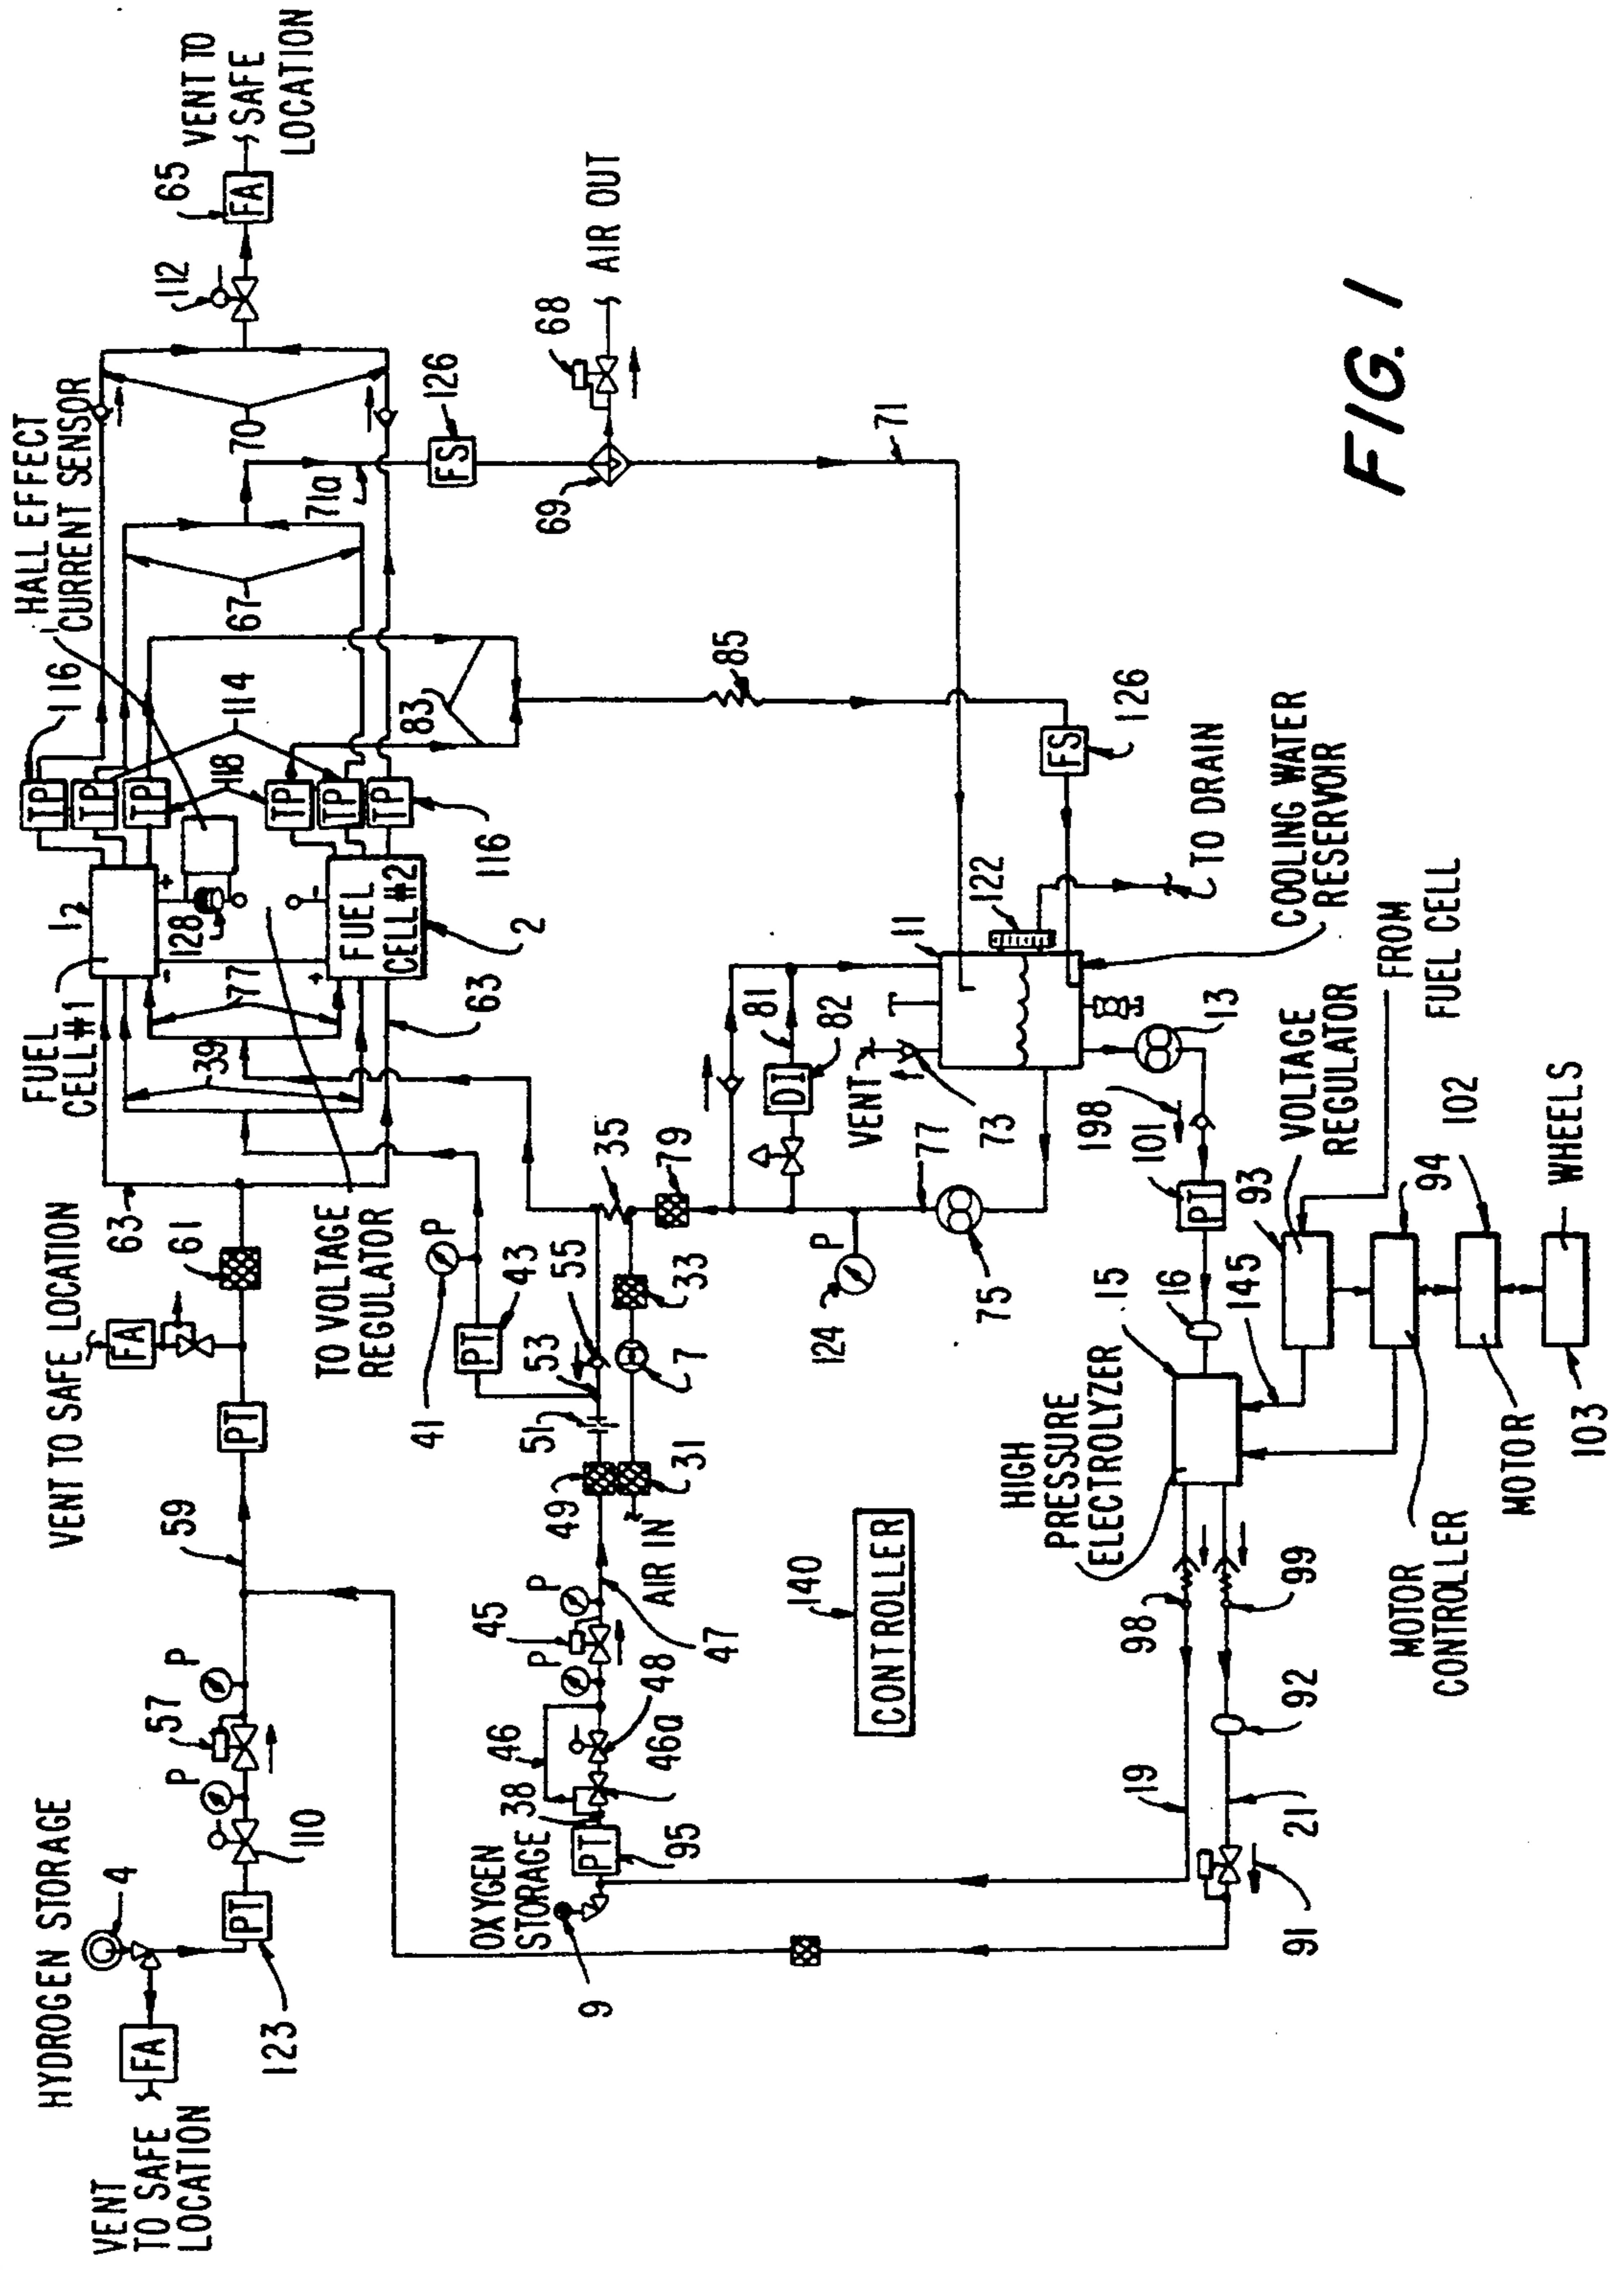 HYDROGEN STORAGE
4
VENT
TO SAFE
LOCATION
FA
PT
123
110
P
57
P
59
VENT TO SAFE LOCATION
FA
PT
61
63
FUEL
CELL #1
1
2
39
77
63
+
-
+
-
128
HALL EFFECT
CURRENT SENSOR
116
TP
TP
TP
118
114
TP
TP
TP
116
FUEL
CELL #2
2
TO VOLTAGE
REGULATOR
83
67
70
71a
112
65
FA
VENT TO
SAFE
LOCATION
FS
126
69
68
AIR OUT
71
85
OXYGEN
STORAGE
9
PT
95
38
46
46a
48
P
45
P
47
AIR IN
49
31
51
53
55
7
33
35
41
P
PT
43
79
P
124
75
77
81
DI
82
VENT
73
11
122
TO DRAIN
FS
126
COOLING WATER
RESERVOIR
13
198
101
PT
16
15
HIGH
PRESSURE
ELECTROLYZER
145
98
99
19
21
92
91
140
CONTROLLER
93
VOLTAGE
REGULATOR
FROM
FUEL CELL
94
MOTOR
CONTROLLER
102
MOTOR
WHEELS
103
FIG. 1